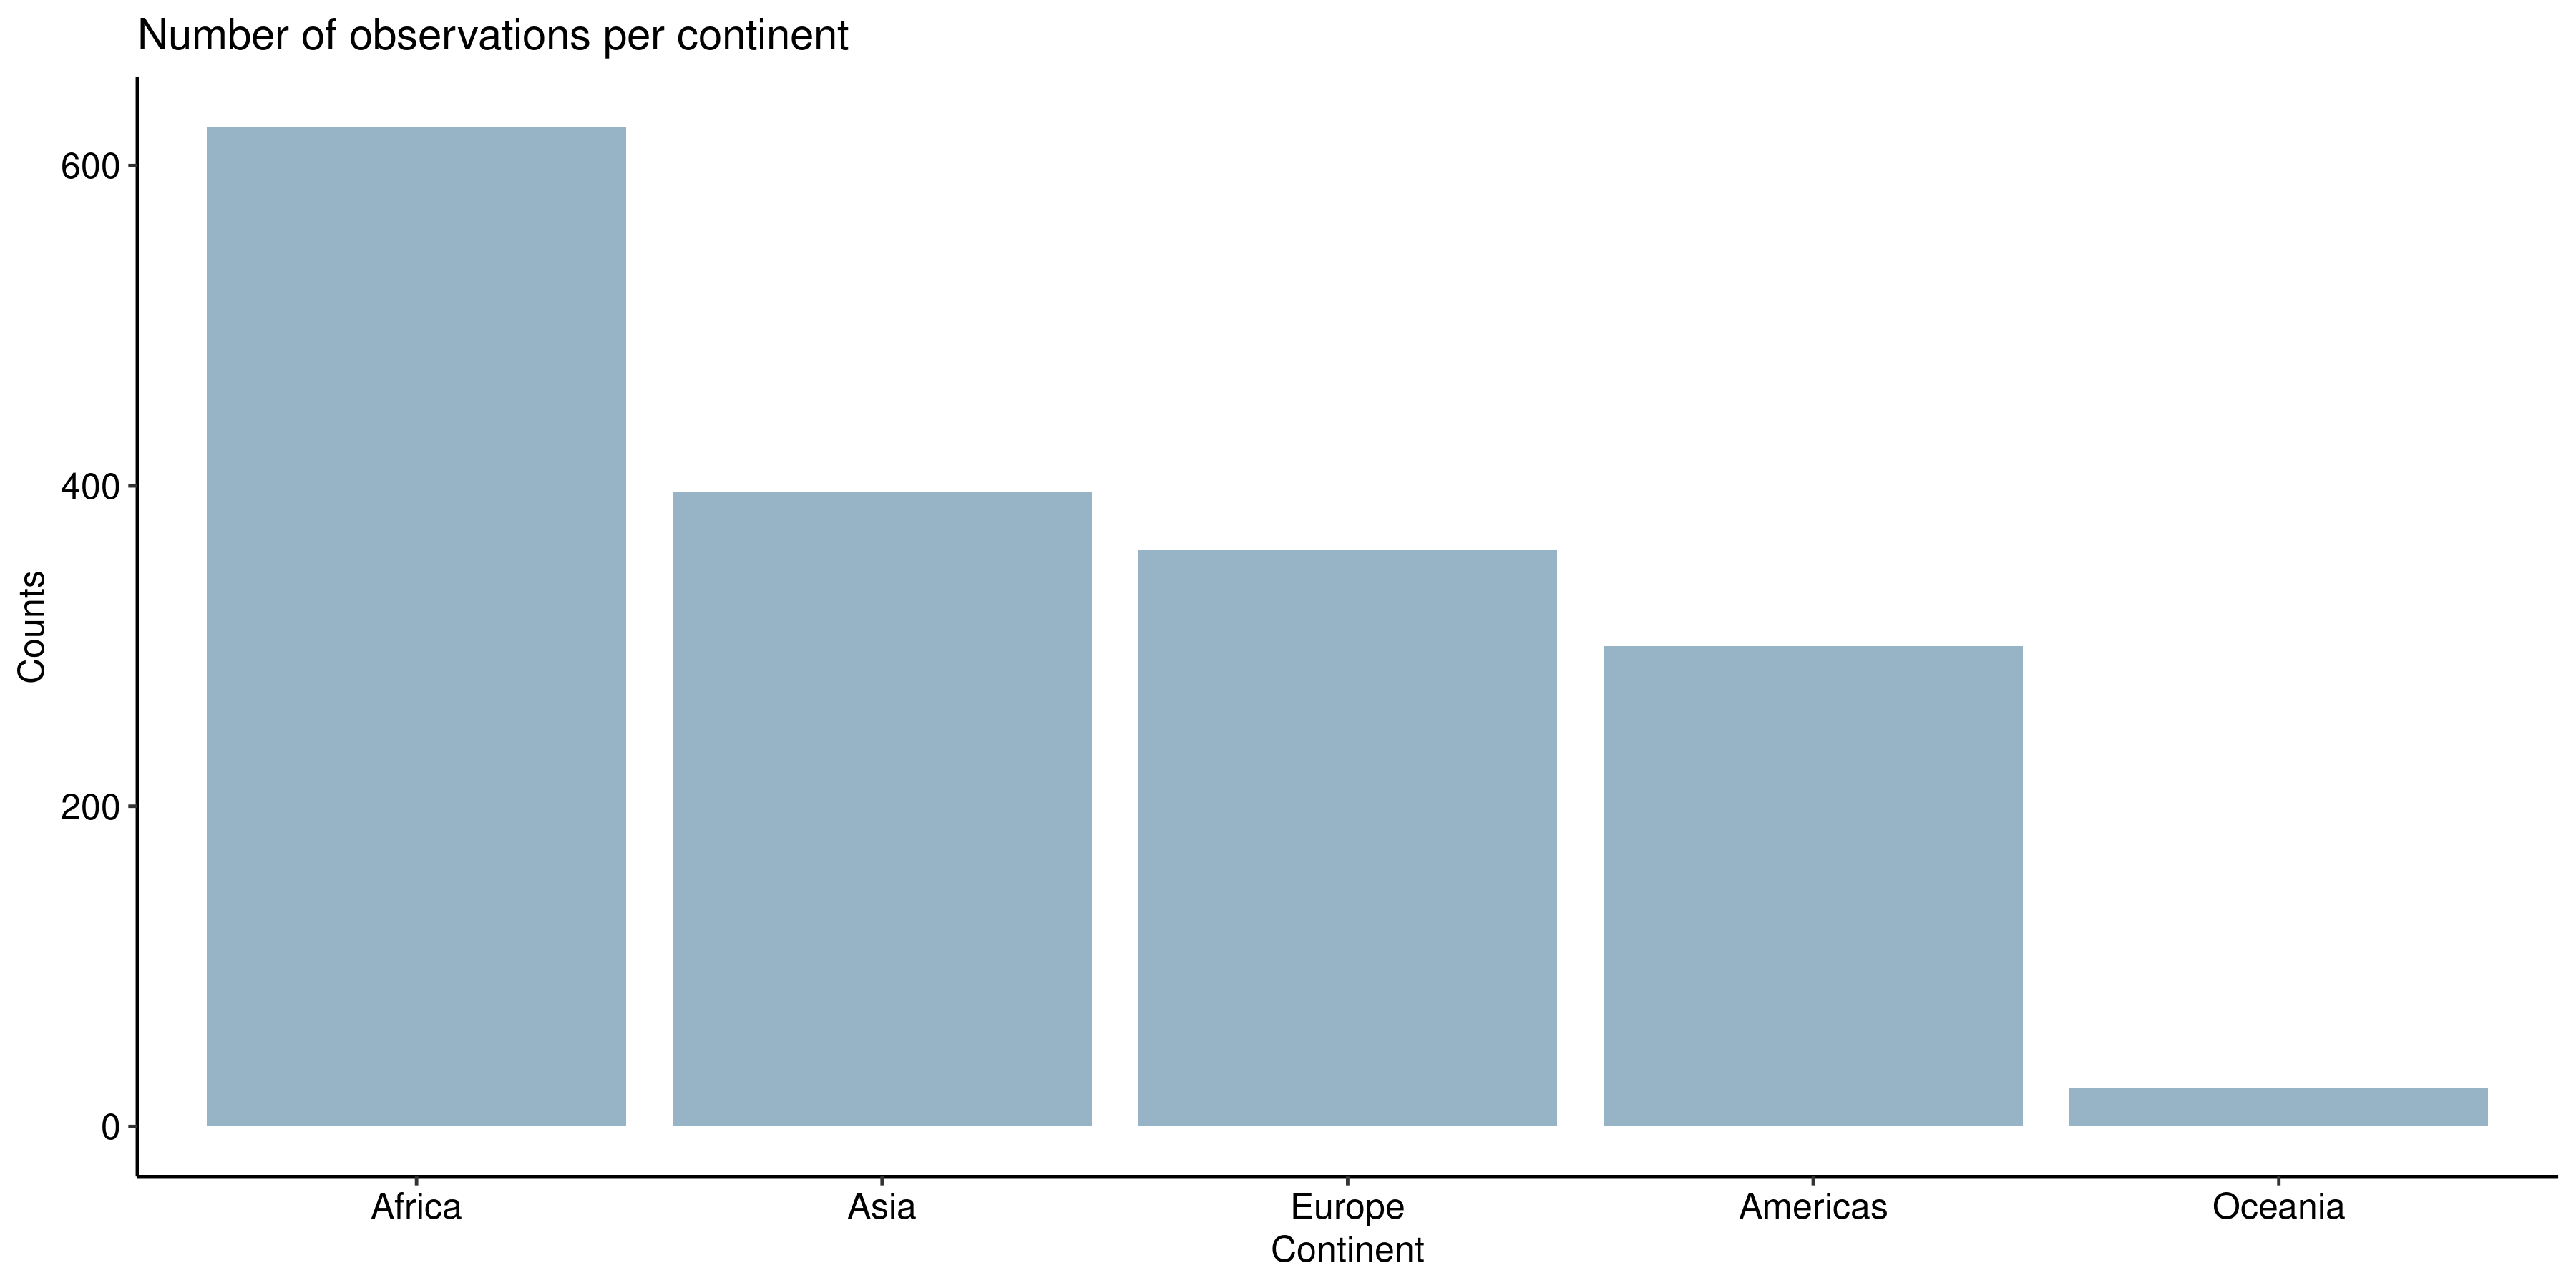 Number of observations per continent
600
400
200
0
Counts
Africa
Asia
Europe
Americas
Oceania
Continent